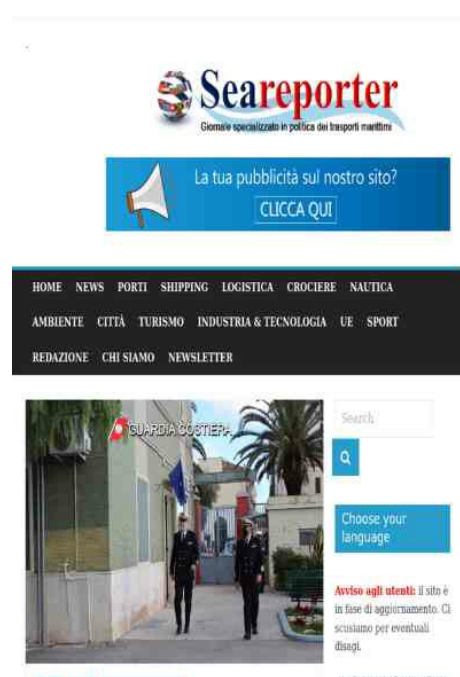 Seareporter
Giornale specializzato in politica dei trasporti marittimi
La tua pubblicità sul nostro sito?
CLICCA QUI
HOME NEWS PORTI SHIPPING LOGISTICA CROCIERE NAUTICA
AMBIENTE CITTÀ TURISMO INDUSTRIA & TECNOLOGIA UE SPORT
REDAZIONE CHI SIAMO NEWSLETTER
GUARDIA COSTIERA
Search
Choose your
language
Avviso agli utenti: il sito è
in fase di aggiornamento. Ci
scusiamo per eventuali
disagi.